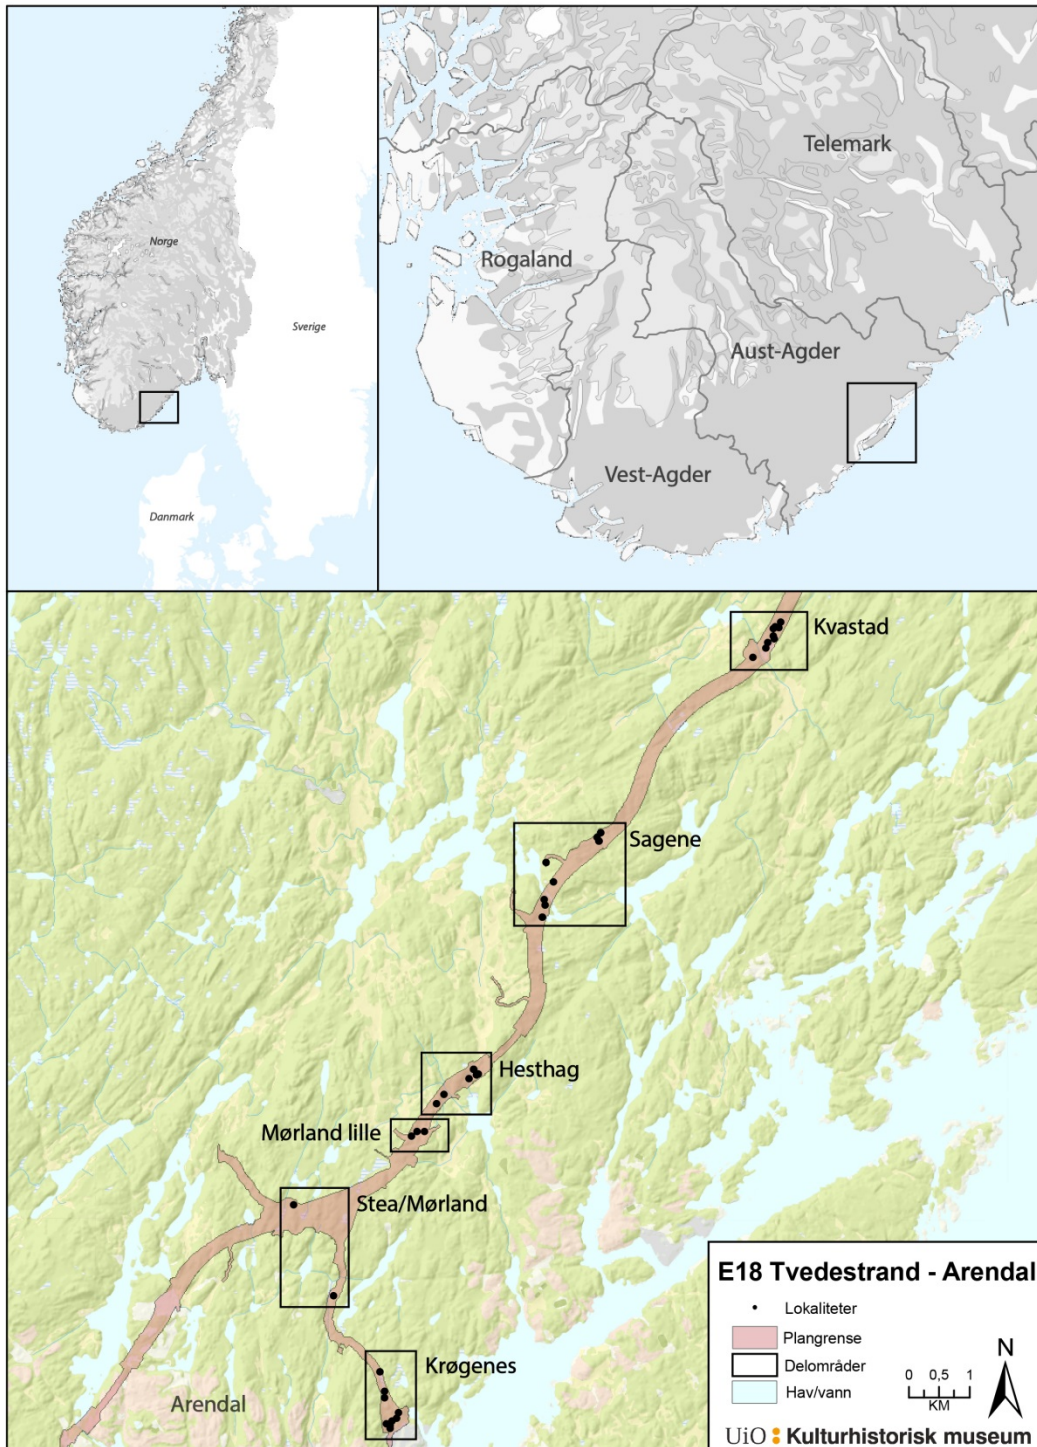 Norge
Sverige
Danmark
Telemark
Rogaland
Aust-Agder
Vest-Agder
Kvastad
Sagene
Hesthag
Mørland lille
Stea/Mørland
Krøgenes
Arendal
E18 Tvedestrand - Arendal
Lokaliteter
Plangrense
Delområder
Hav/vann
0 0,5 1
KM
N
UiO Kulturhistorisk museum